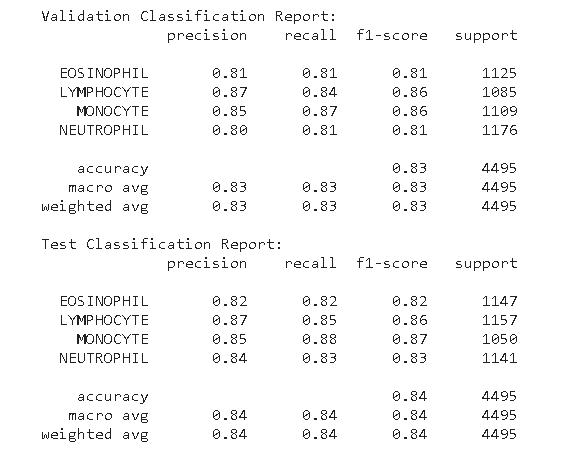 Validation Classification Report:
precision recall f1-score support
EOSINOPHIL 0.81 0.81 0.81 1125
LYMPHOCYTE 0.87 0.84 0.86 1085
MONOCYTE 0.85 0.87 0.86 1109
NEUTROPHIL 0.80 0.81 0.81 1176
accuracy 0.83 4495
macro avg 0.83 0.83 0.83 4495
weighted avg 0.83 0.83 0.83 4495
Test Classification Report:
precision recall f1-score support
EOSINOPHIL 0.82 0.82 0.82 1147
LYMPHOCYTE 0.87 0.85 0.86 1157
MONOCYTE 0.85 0.88 0.87 1050
NEUTROPHIL 0.84 0.83 0.83 1141
accuracy 0.84 4495
macro avg 0.84 0.84 0.84 4495
weighted avg 0.84 0.84 0.84 4495